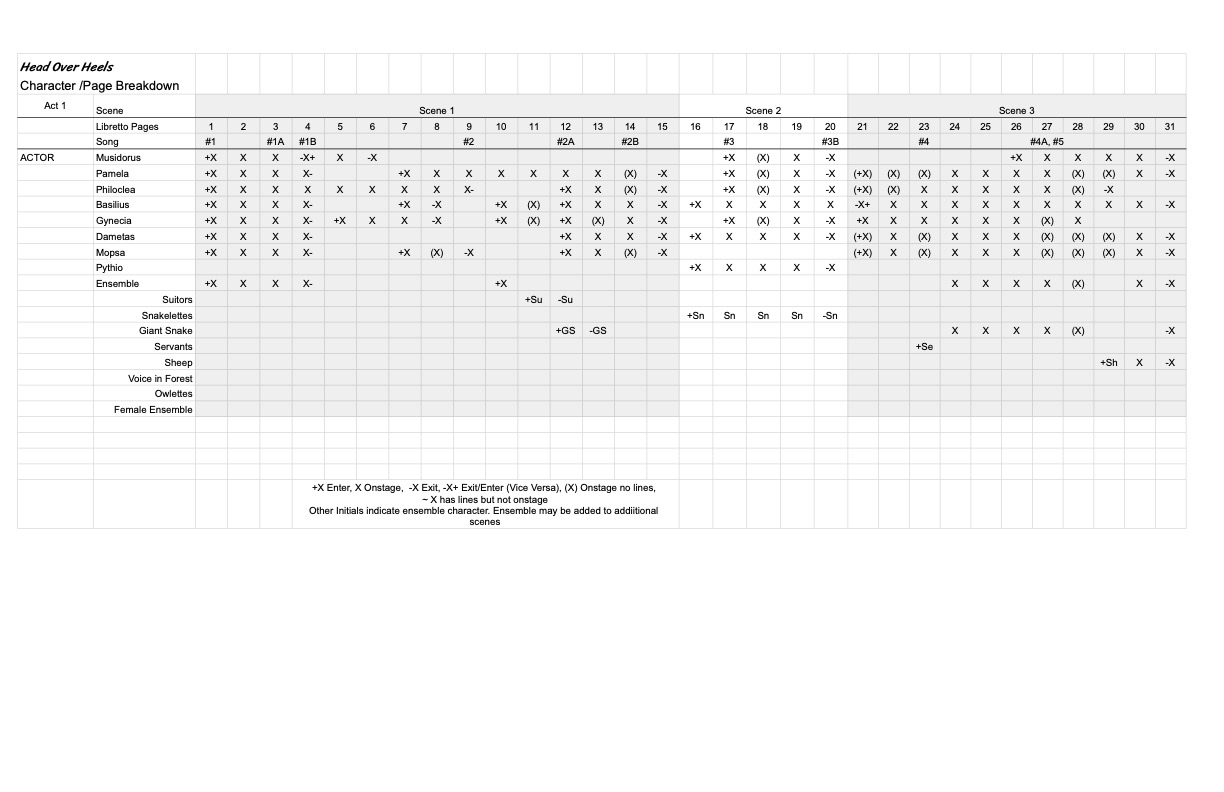 Head Over Heels
Character /Page Breakdown
Act 1 Scene Scene 1 Scene 2 Scene 3
Libretto Pages 1 2 3 4 5 6 7 8 9 10 11 12 13 14 15 16 17 18 19 20 21 22 23 24 25 26 27 28 29 30 31
Song #1 #1A #1B #2 #2A #2B #3 #3B #4 #4A, #5
ACTOR Musidorus +X X X -X+ X -X +X (X) X -X +X X X X X -X
Pamela +X X X X- +X X X X X X X (X) -X +X (X) X -X (+X) (X) (X) X X X X (X) (X) X -X
Philoclea +X X X X X X X X X- +X X (X) -X +X (X) X -X (+X) (X) X X X X X (X) -X
Basilius +X X X X- +X -X +X (X) +X X X -X +X X X X -X -X+ X X X X X X X X X -X
Gynecia +X X X X- +X X X -X +X (X) +X (X) X -X +X (X) X -X +X X X X X X (X) X
Dametas +X X X X- +X X X -X +X X X X -X (+X) X (X) X X X (X) (X) (X) X -X
Mopsa +X X X X- +X (X) -X +X X (X) -X (+X) X (X) X X X (X) (X) (X) X -X
Pythio +X X X X -X
Ensemble +X X X X- +X X X X X (X) X -X
Suitors +Su -Su
Snakelettes +Sn Sn Sn Sn -Sn
Giant Snake +GS -GS X X X X (X) -X
Servants +Se
Sheep +Sh X -X
Voice in Forest
Owlettes
Female Ensemble
+X Enter, X Onstage, -X Exit, -X+ Exit/Enter (Vice Versa), (X) Onstage no lines,
~ X has lines but not onstage
Other Initials indicate ensemble character. Ensemble may be added to addiitional
scenes